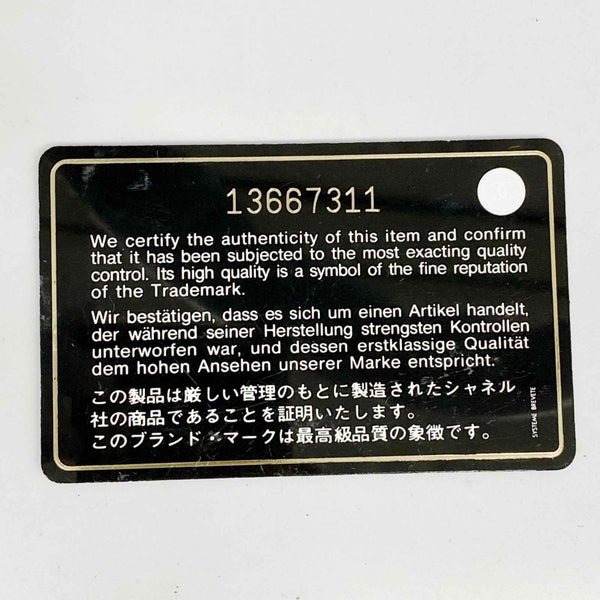 13667311
We certify the authenticity of this item and confirm
that it has been subjected to the most exacting quality
control. Its high quality is a symbol of the fine reputation
of the Trademark.
Wir bestätigen, dass es sich um einen Artikel handelt,
der während seiner Herstellung strengsten Kontrollen
unterworfen war, und dessen erstklassige Qualität
dem hohen Ansehen unserer Marke entspricht.
この製品は厳しい管理のもとに製造されたシャネル
社の商品であることを証明いたします。
このブランド・マークは最高級品質の象徴です。
SYSTEME BREVETE